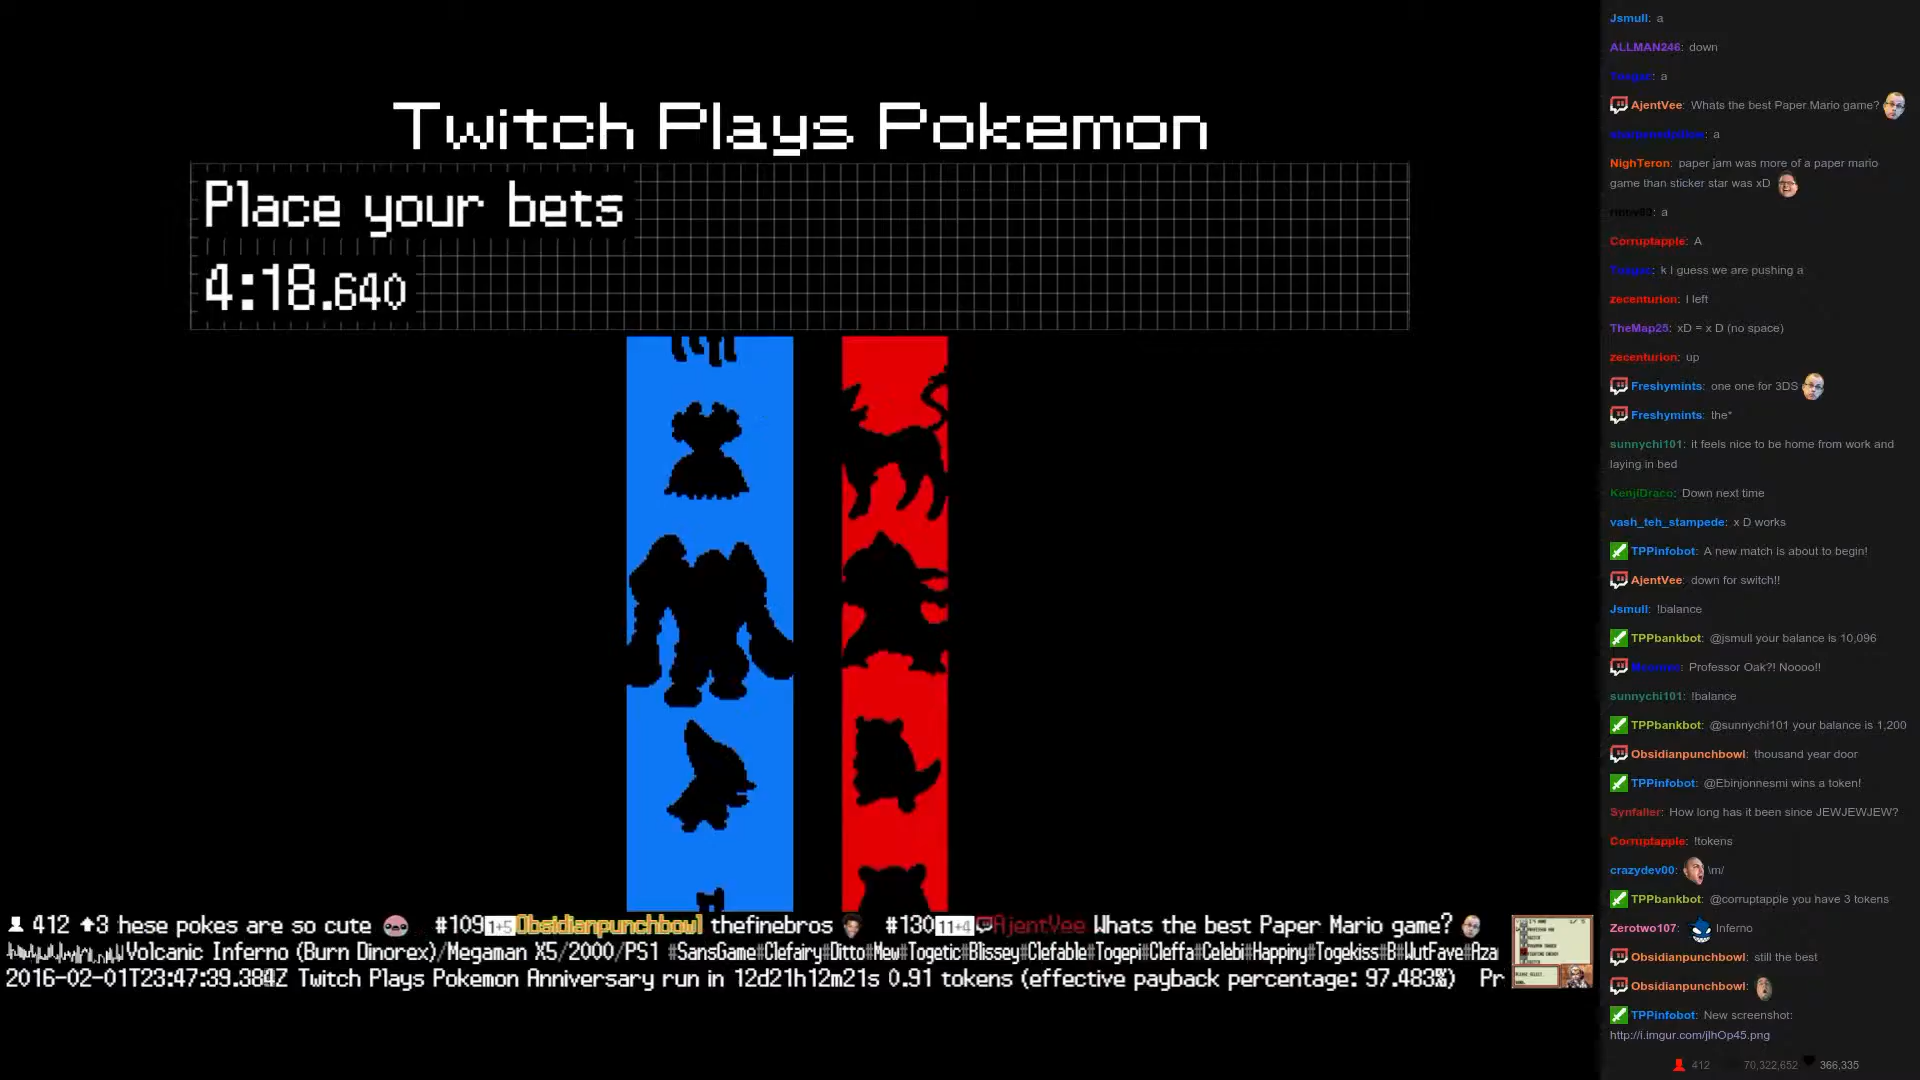 Twitch Plays Pokemon
Place your bets
4:18.640
412 3 hese pokes are so cute #109 1+5 Obsidianpunchbowl thefinebros #130 11+4 AjentVee Whats the best Paper Mario game?
Volcanic Inferno (Burn Dinorex)/Megaman X5/2000/PS1 #SansGame#Clefairy#Ditto#Mew#Togetic#Blissey#Clefable#Togepi#Cleffa#Celebi#Happiny#Togekiss#B#WutFave#Aza
2016-02-01T23:47:39.384Z Twitch Plays Pokemon Anniversary run in 12d21h12m21s 0.91 tokens (effective payback percentage: 97.483%) Pr
Jsmull: a
ALLMAN246: down
: a
AjentVee: Whats the best Paper Mario game?
: a
NighTeron: paper jam was more of a paper mario
game than sticker star was xD
: a
Corruptapple: A
: k I guess we are pushing a
zecenturion: l left
TheMap25: xD = x D (no space)
zecenturion: up
Freshymints: one one for 3DS
Freshymints: the*
sunnychi101: it feels nice to be home from work and
laying in bed
KenjiDraco: Down next time
vash_teh_stampede: x D works
TPPinfobot: A new match is about to begin!
AjentVee: down for switch!!
Jsmull: !balance
TPPbankbot: @jsmull your balance is 10,096
: Professor Oak?! Noooo!!
sunnychi101: !balance
TPPbankbot: @sunnychi101 your balance is 1,200
Obsidianpunchbowl: thousand year door
TPPinfobot: @Ebinjonnesmi wins a token!
Synfaller: How long has it been since JEWJEWJEW?
Corruptapple: !tokens
crazydev00: \m/
TPPbankbot: @corruptapple you have 3 tokens
Zerotwo107: Inferno
Obsidianpunchbowl: still the best
Obsidianpunchbowl:
TPPinfobot: New screenshot:
http://i.imgur.com/jlhOp45.png
412 70,322,652 366,335